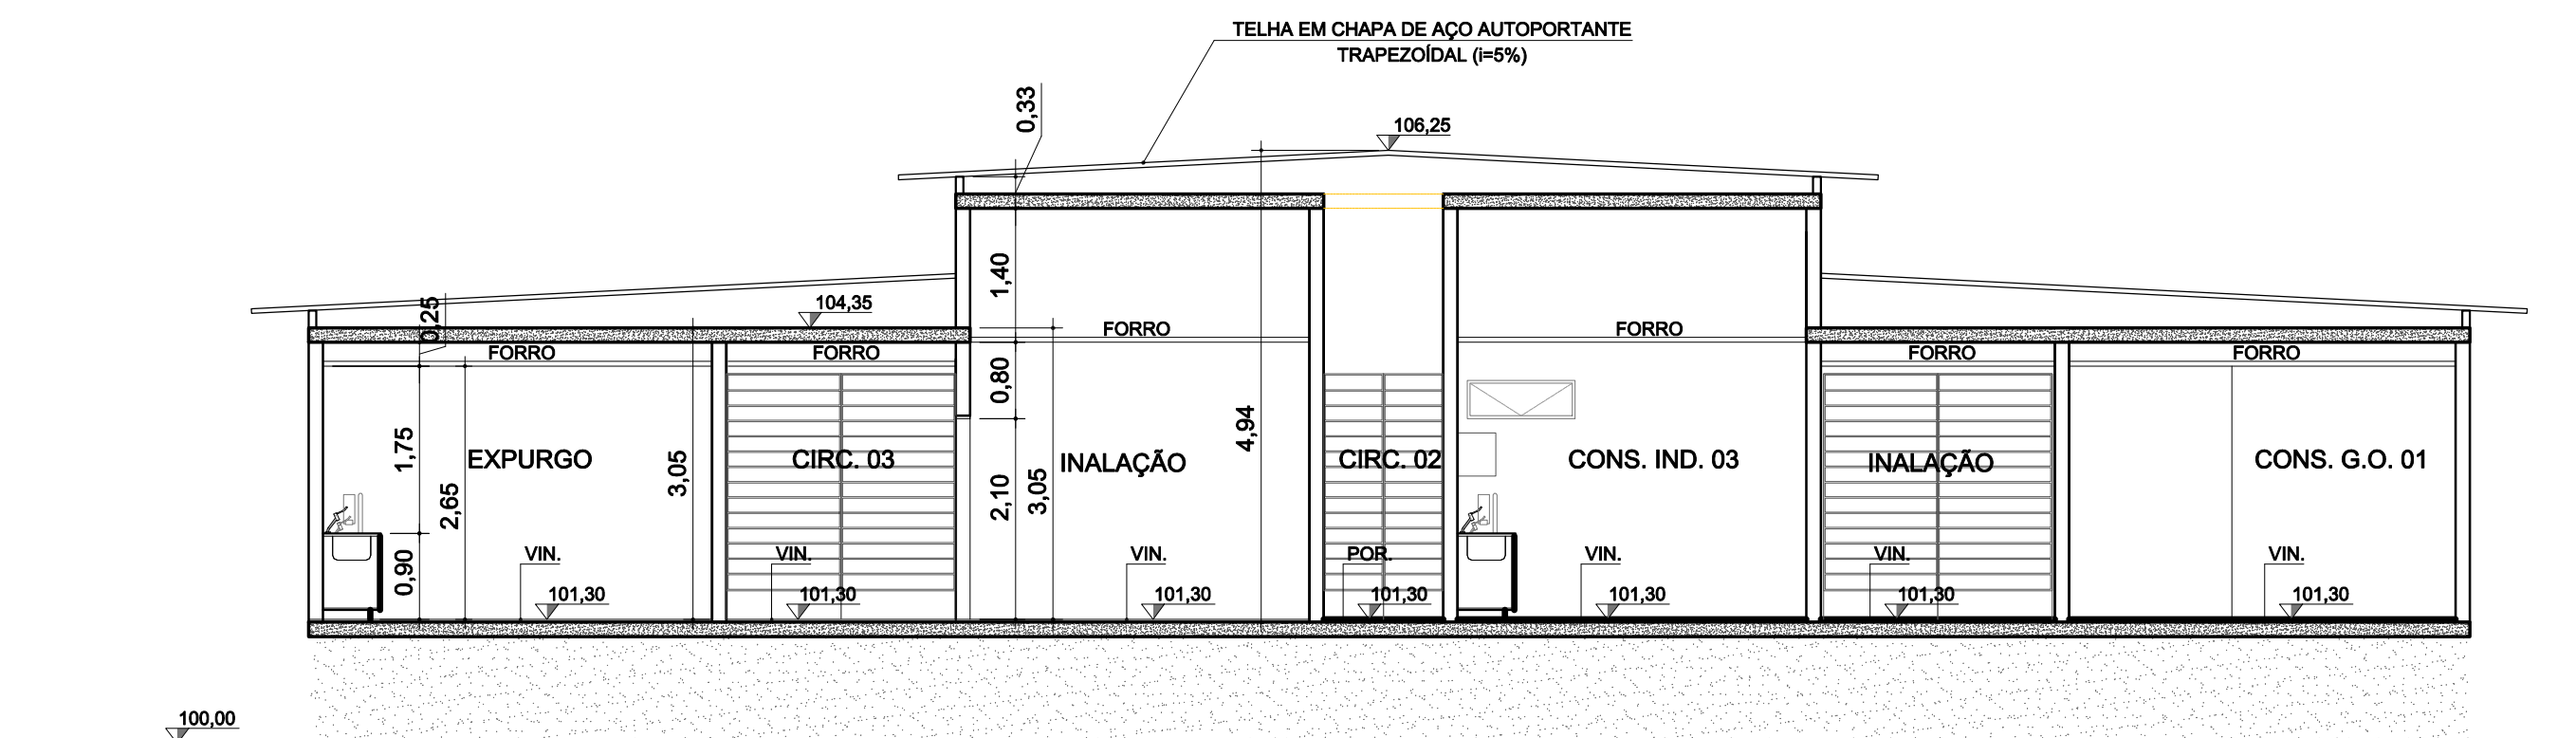 TELHA EM CHAPA DE AÇO AUTOPORTANTE
TRAPEZOÍDAL (i=5%)
0,33
106,25
1,40
0,25
104,35
FORRO
FORRO
FORRO
FORRO
FORRO
FORRO
0,80
4,94
1,75
EXPURGO
CIRC. 03
INALAÇÃO
CIRC. 02
CONS. IND. 03
INALAÇÃO
CONS. G.O. 01
2,65
3,05
2,10
3,05
0,90
VIN.
VIN.
VIN.
POR.
VIN.
VIN.
VIN.
101,30
101,30
101,30
101,30
101,30
101,30
101,30
100,00